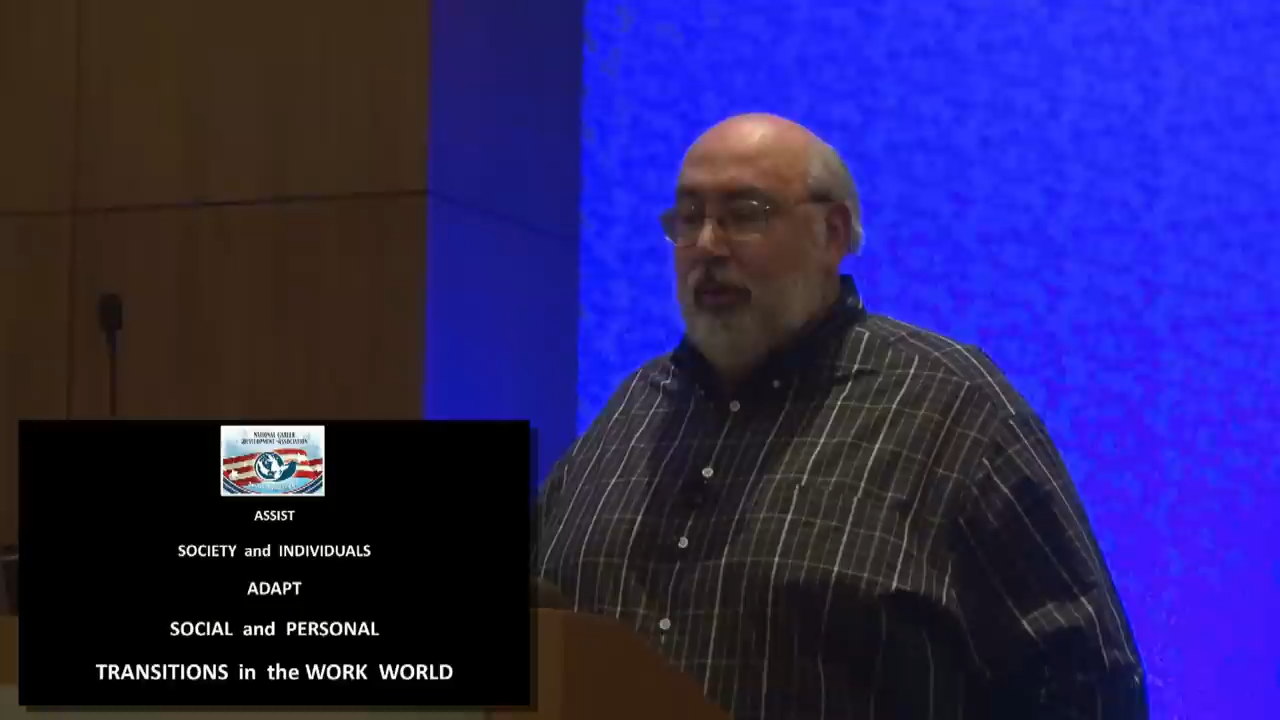 NATIONAL CAREER
DEVELOPMENT ASSOCIATION
ASSIST
SOCIETY and INDIVIDUALS
ADAPT
SOCIAL and PERSONAL
TRANSITIONS in the WORK WORLD